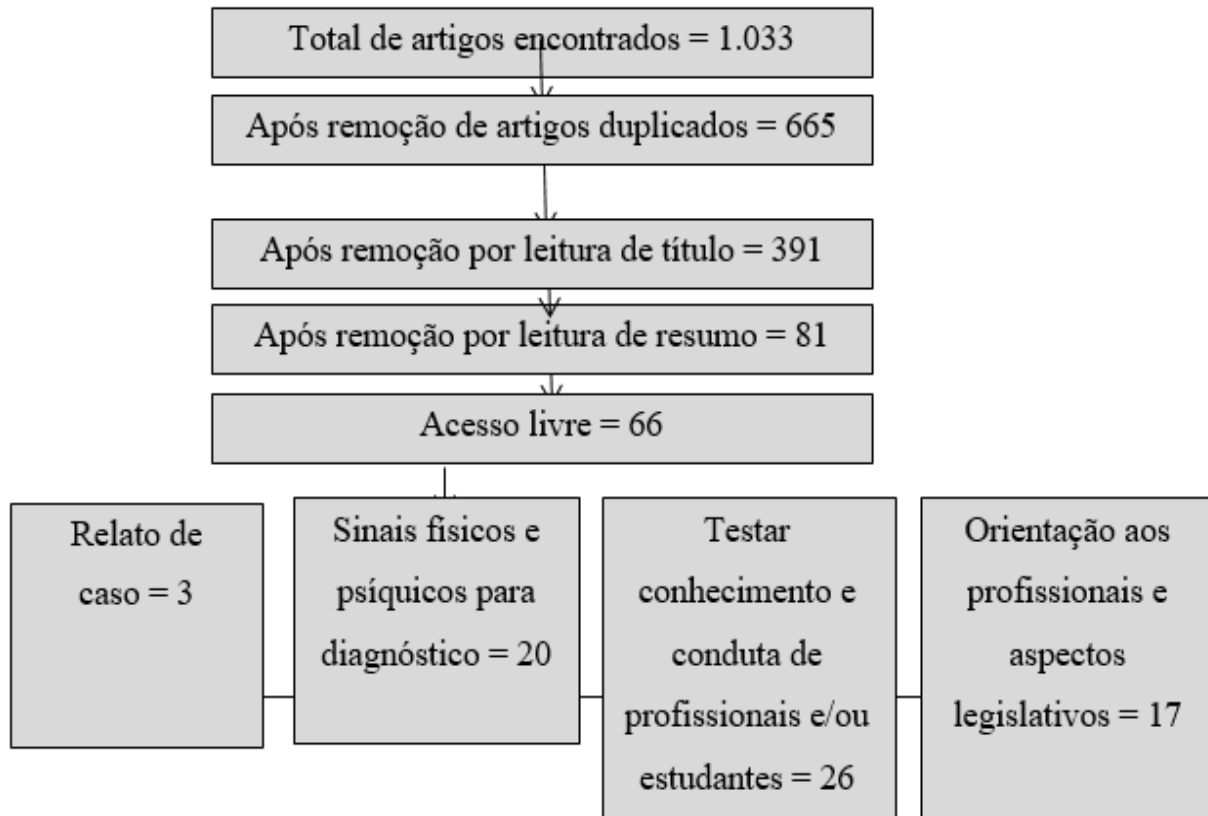 Total de artigos encontrados = 1.033
Após remoção de artigos duplicados = 665
Após remoção por leitura de título = 391
Após remoção por leitura de resumo = 81
Acesso livre = 66
Relato de
caso = 3
Sinais físicos e
psíquicos para
diagnóstico = 20
Testar
conhecimento e
conduta de
profissionais e/ou
estudantes = 26
Orientação aos
profissionais e
aspectos
legislativos = 17